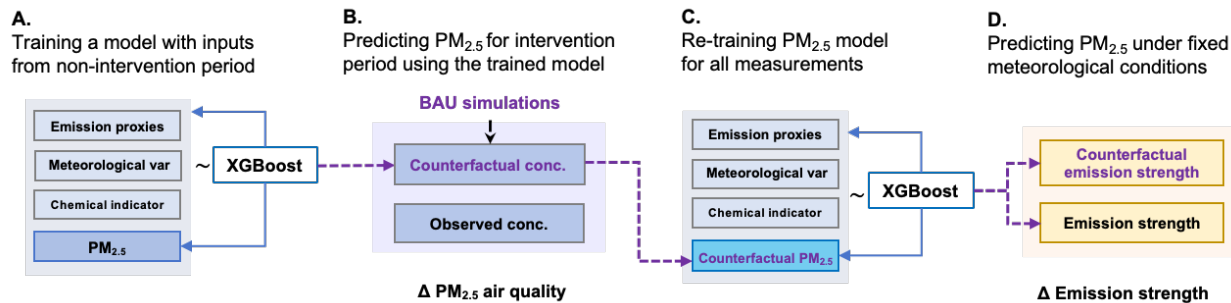 A.
Training a model with inputs
from non-intervention period
Emission proxies
Meteorological var
Chemical indicator
PM2.5
~
XGBoost
B.
Predicting PM2.5 for intervention
period using the trained model
BAU simulations
Counterfactual conc.
Observed conc.
Δ PM2.5 air quality
C.
Re-training PM2.5 model
for all measurements
Emission proxies
Meteorological var
Chemical indicator
Counterfactual PM2.5
~
XGBoost
D.
Predicting PM2.5 under fixed
meteorological conditions
Counterfactual
emission strength
Emission strength
Δ Emission strength